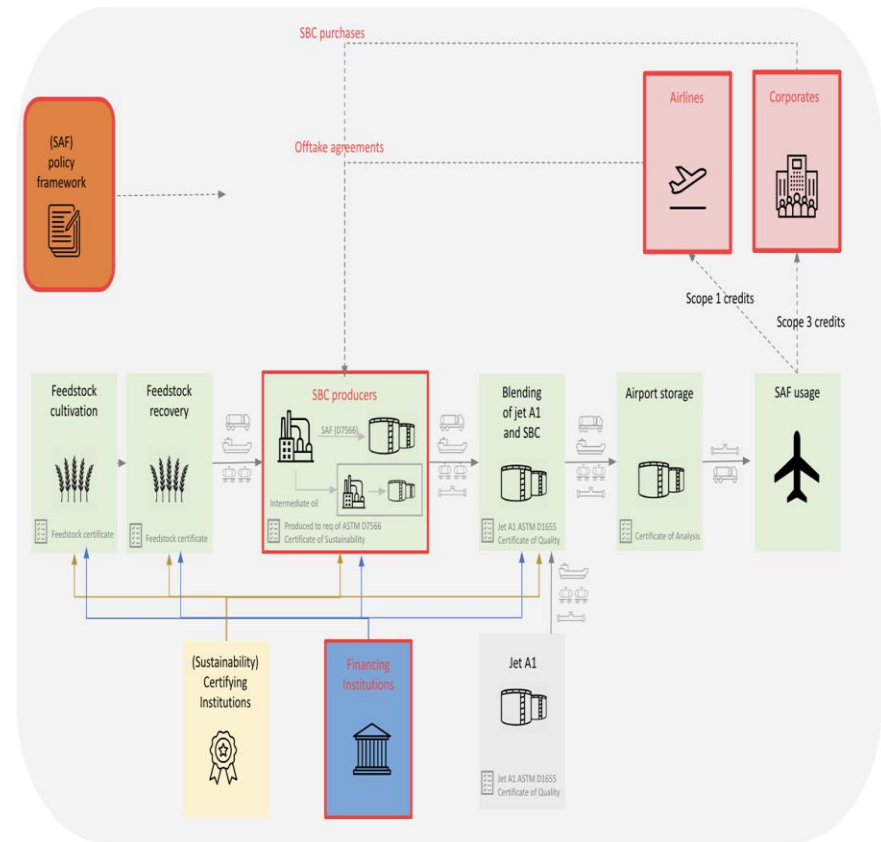 SBC purchases
Airlines
Corporates
(SAF)
policy
framework
Offtake agreements
Scope 1 credits
Scope 3 credits
Feedstock
cultivation
Feedstock certificate
Feedstock
recovery
Feedstock certificate
SBC producers
SAF (D7566)
Intermediate oil
Produced to req of ASTM D7566
Certificate of Sustainability
Blending
of jet A1
and SBC
Jet A1 ASTM D1655
Certificate of Quality
Airport storage
Certificate of Analysis
SAF usage
(Sustainability)
Certifying
Institutions
Financing
Institutions
Jet A1
Jet A1 ASTM D1655
Certificate of Quality